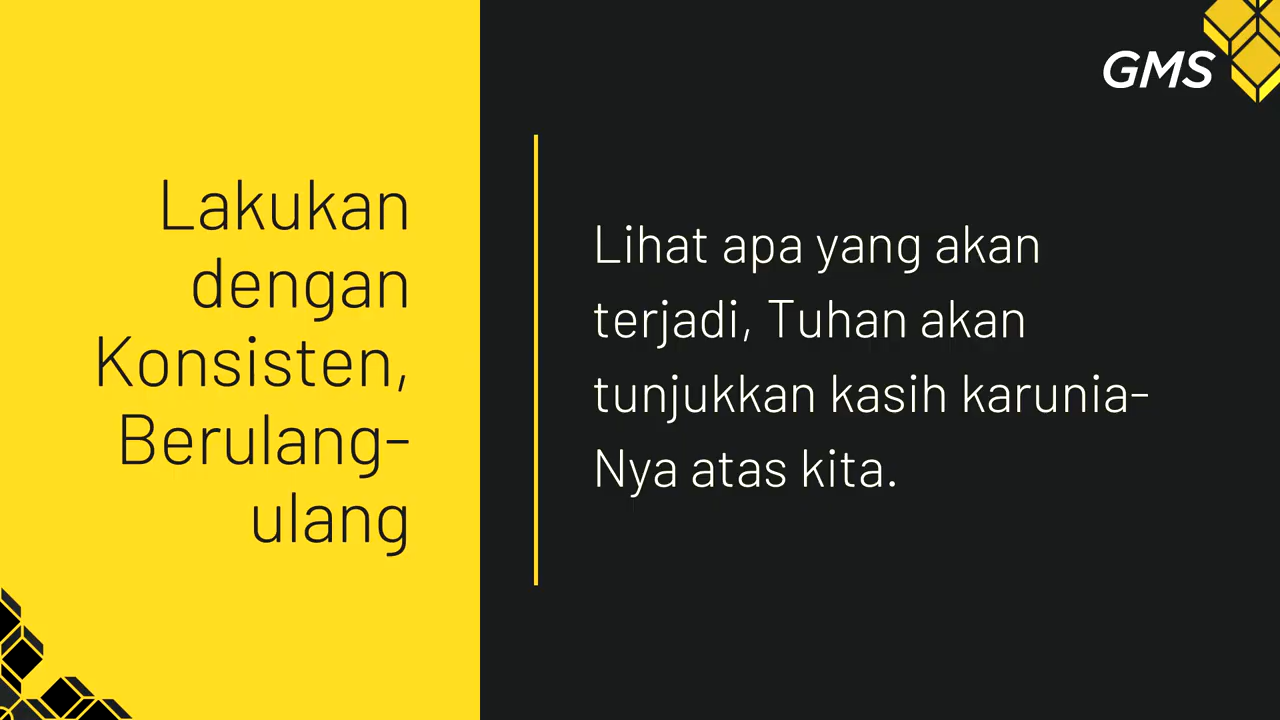 Lakukan
dengan
Konsisten,
Berulang-
ulang
GMS
Lihat apa yang akan
terjadi, Tuhan akan
tunjukkan kasih karunia-
Nya atas kita.